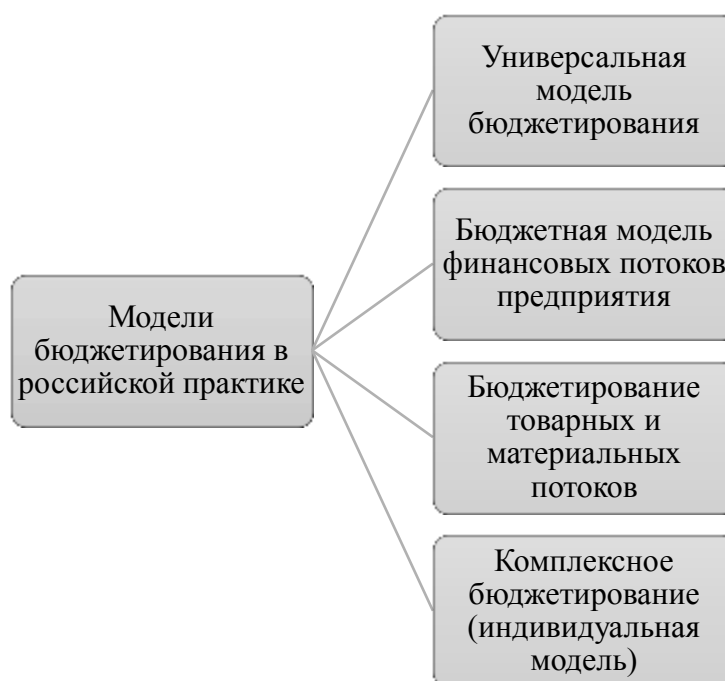 Модели
бюджетирования в
российской практике
Универсальная
модель
бюджетирования
Бюджетная модель
финансовых потоков
предприятия
Бюджетирование
товарных и
материальных
потоков
Комплексное
бюджетирование
(индивидуальная
модель)